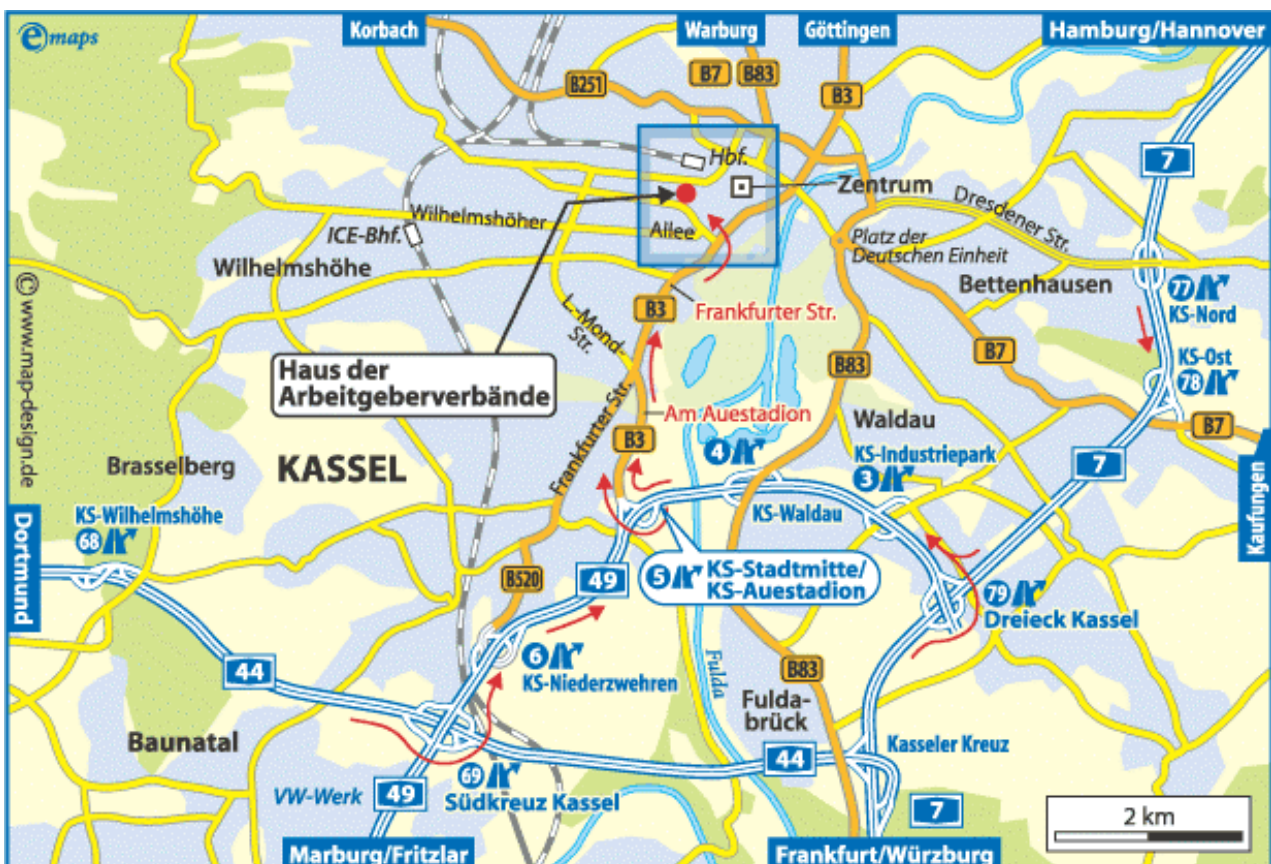 emaps
Korbach
Warburg
Göttingen
Hamburg/Hannover
B251
B7
B83
B3
7
Hbf.
Zentrum
Wilhelmshöher
Allee
ICE-Bhf.
Wilhelmshöhe
Dresdener Str.
Platz der
Deutschen Einheit
Bettenhausen
77
KS-Nord
© www.map-design.de
L.-Mond-
Str.
B3
Frankfurter Str.
B83
B7
KS-Ost
78
Haus der
Arbeitgeberverbände
Am Auestadion
Frankfurter Str.
B3
Waldau
B7
Brasselberg
KASSEL
4
KS-Industriepark
3
7
Kaufungen
Dortmund
KS-Wilhelmshöhe
68
KS-Waldau
B520
49
5 KS-Stadtmitte/
KS-Auestadion
79
Dreieck Kassel
44
6
KS-Niederzwehren
Fulda
B83
Fulda-
brück
Baunatal
Kasseler Kreuz
44
VW-Werk
49
69
Südkreuz Kassel
7
2 km
Marburg/Fritzlar
Frankfurt/Würzburg